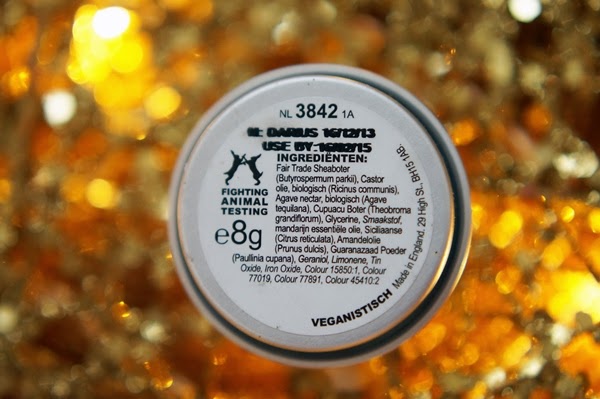 NL 3842 1A
BY: DARIUS 16/12/13
USE BY: 16/02/15
INGREDIËNTEN:
Fair Trade Sheaboter
(Butyrospermum parkii), Castor
olie, biologisch (Ricinus communis),
Agave nectar, biologisch (Agave
tequilana), Cupuacu Boter (Theobroma
grandiflorum), Glycerine, Smaakstof,
mandarijn essentiële olie, Siciliaanse
(Citrus reticulata), Amandelolie
(Prunus dulcis), Guaranazaad Poeder
(Paullinia cupana), Geraniol, Limonene, Tin
Oxide, Iron Oxide, Colour 15850:1, Colour
77019, Colour 77891, Colour 45410:2
FIGHTING
ANIMAL
TESTING
e8g
VEGANISTISCH
Made in England, 29 High St., BH15 1AB.